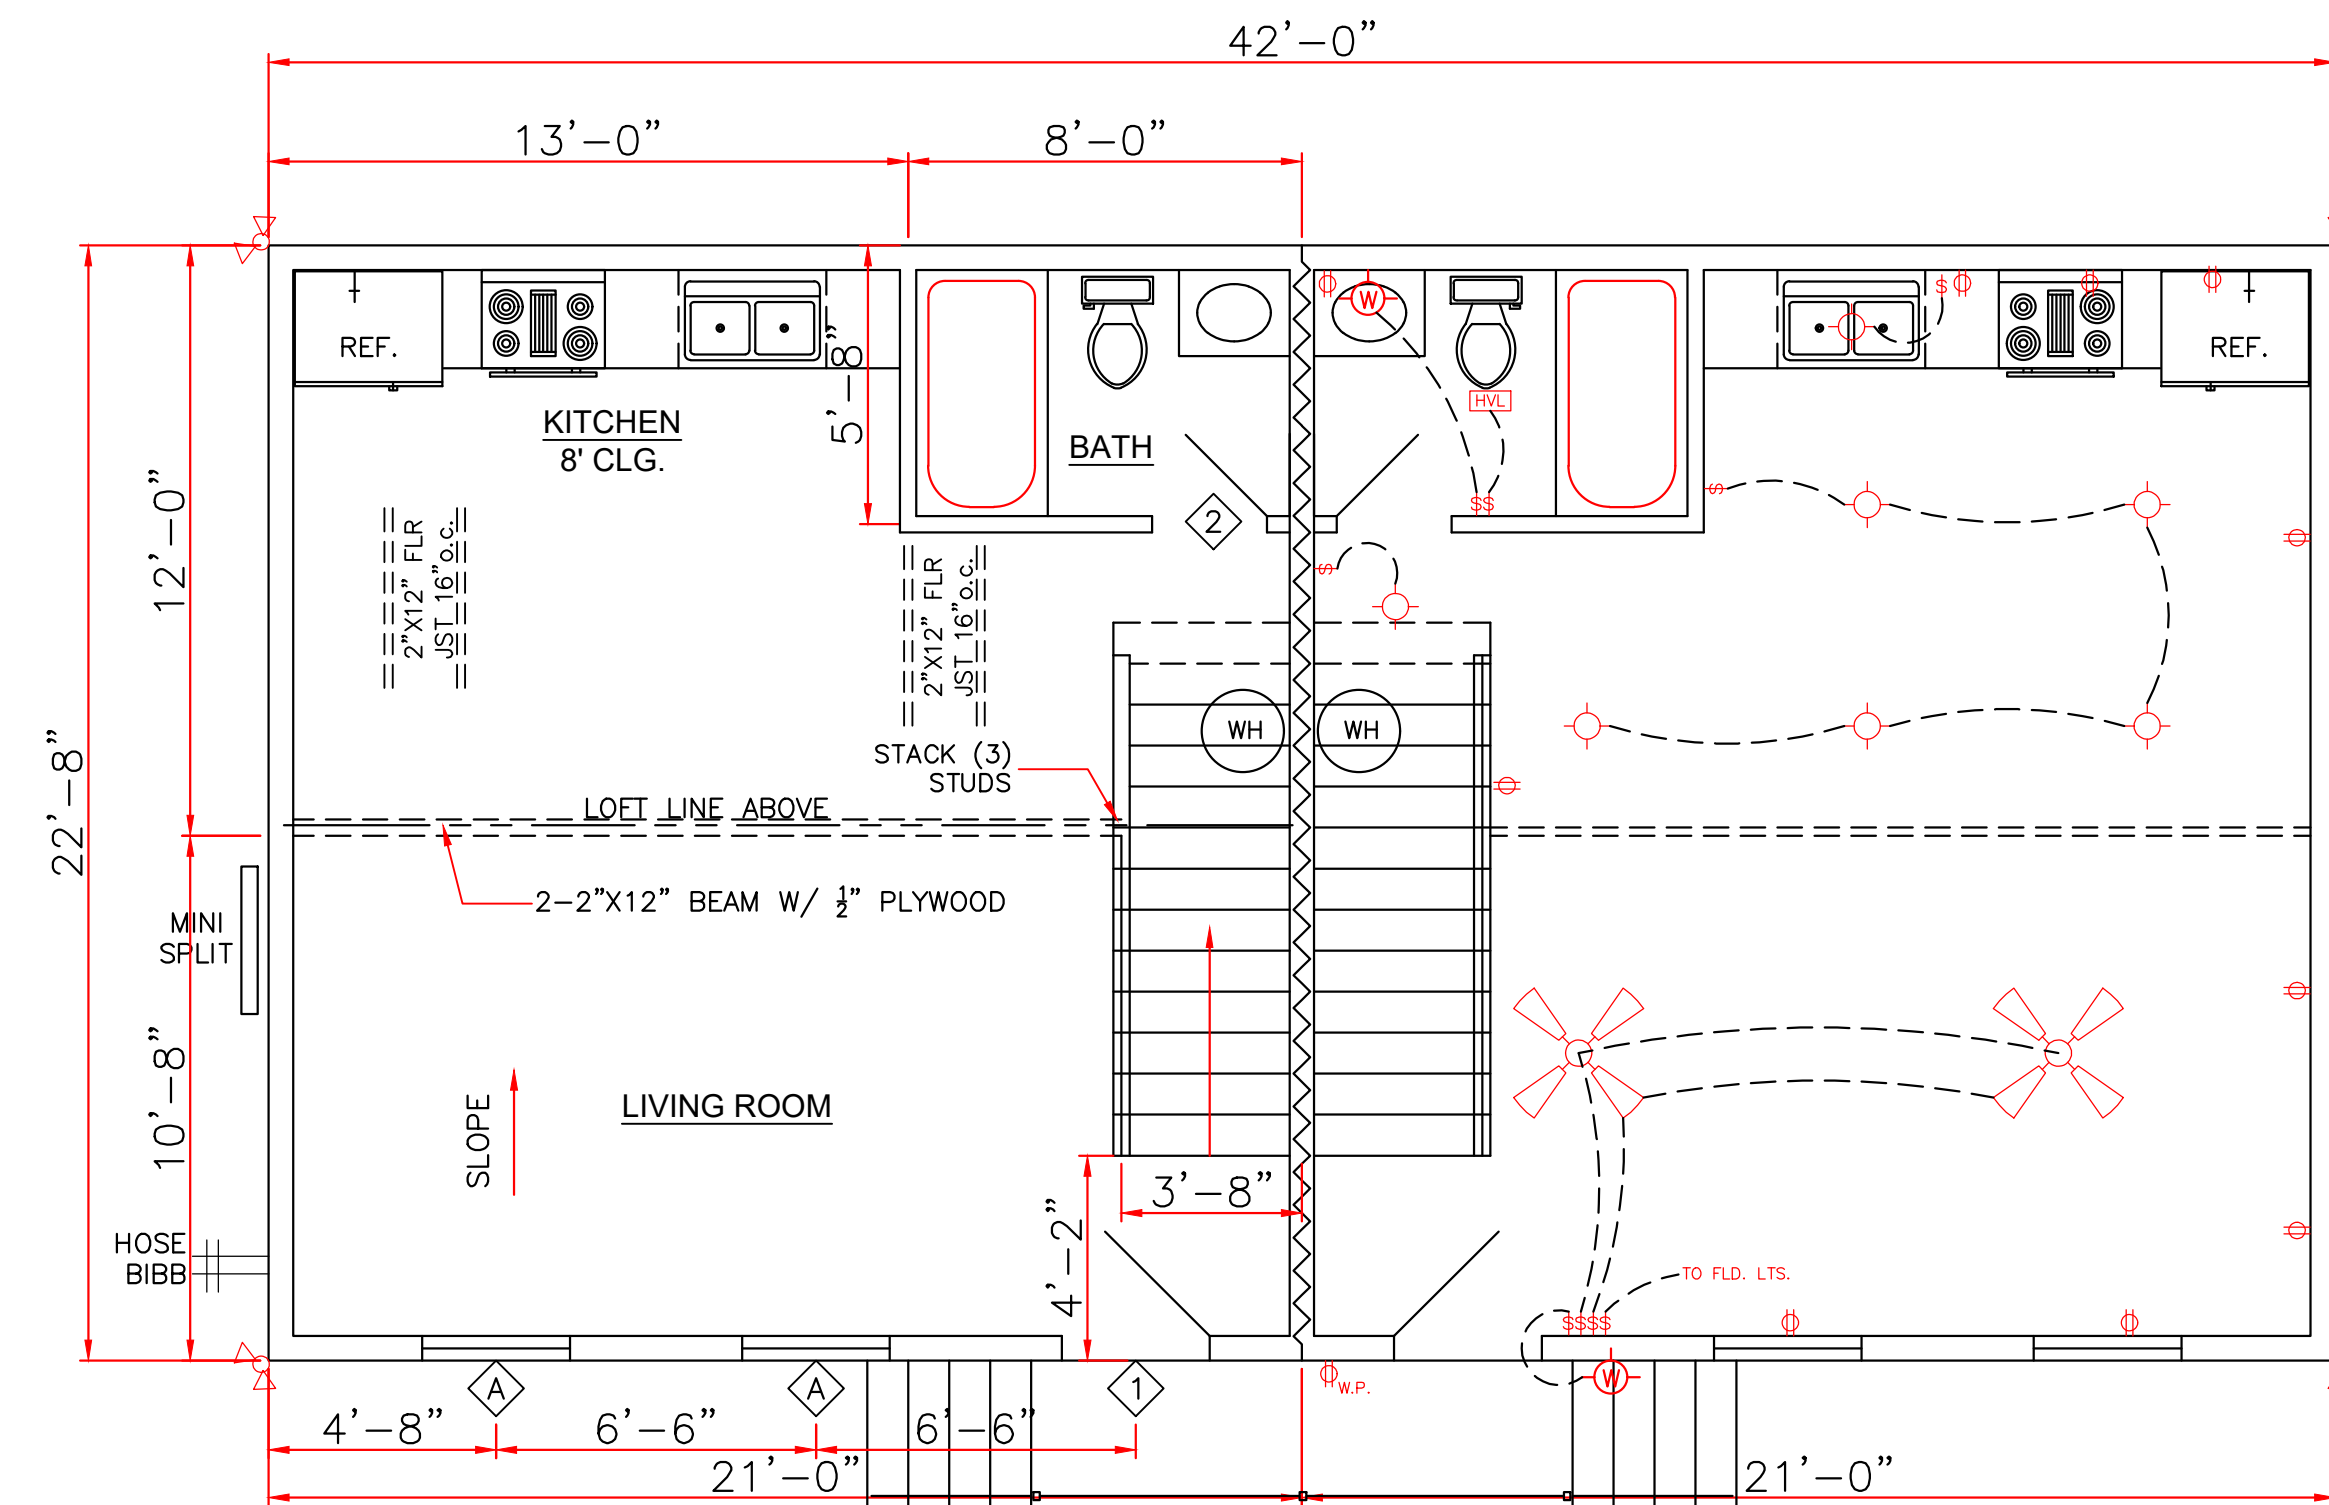 42'-0"
13'-0"
8'-0"
REF.
KITCHEN
8' CLG.
5'-8"
BATH
W
HVL
REF.
$
$$
$
$
2
12'-0"
2"X12" FLR
JST 16"o.c.
2"X12" FLR
JST 16"o.c.
22'-8"
WH
WH
STACK (3)
STUDS
LOFT LINE ABOVE
2-2"X12" BEAM W/ ½" PLYWOOD
MINI
SPLIT
10'-8"
SLOPE
LIVING ROOM
3'-8"
4'-2"
HOSE
BIBB
TO FLD. LTS.
$$$$
A
A
1
W.P.
W
4'-8"
6'-6"
6'-6"
21'-0"
21'-0"